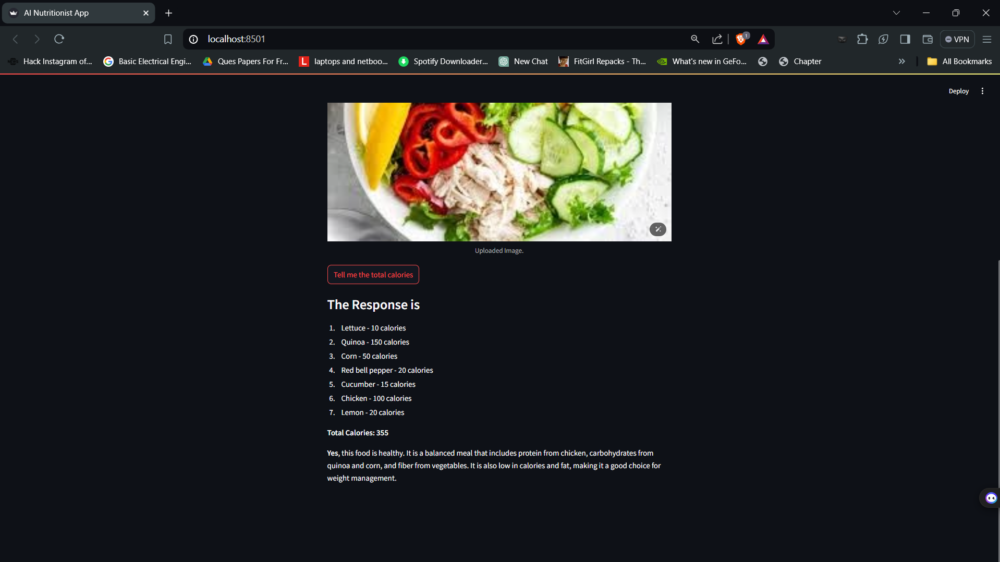 AI Nutritionist App
localhost:8501
1
VPN
Hack Instagram of...
Basic Electrical Engi...
Ques Papers For Fr...
L
laptops and netboo...
Spotify Downloader...
New Chat
FitGirl Repacks - Th...
What's new in GeFo...
Chapter
All Bookmarks
Deploy
Uploaded Image.
Tell me the total calories
The Response is
1. Lettuce - 10 calories
2. Quinoa - 150 calories
3. Corn - 50 calories
4. Red bell pepper - 20 calories
5. Cucumber - 15 calories
6. Chicken - 100 calories
7. Lemon - 20 calories
Total Calories: 355
Yes, this food is healthy. It is a balanced meal that includes protein from chicken, carbohydrates from
quinoa and corn, and fiber from vegetables. It is also low in calories and fat, making it a good choice for
weight management.